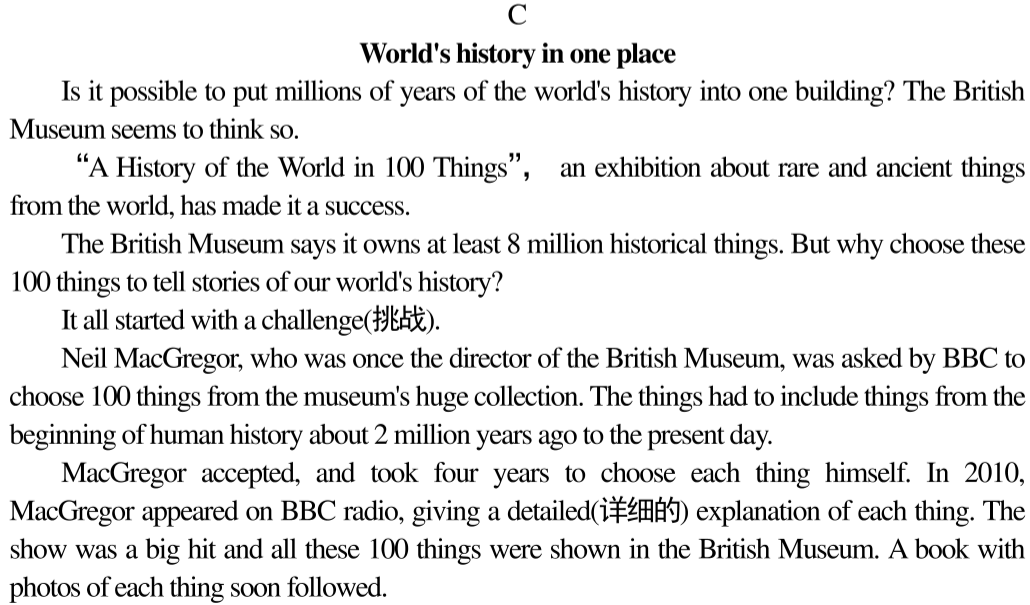 C
World's history in one place
Is it possible to put millions of years of the world's history into one building? The British
Museum seems to think so.
“A History of the World in 100 Things”， an exhibition about rare and ancient things
from the world, has made it a success.
The British Museum says it owns at least 8 million historical things. But why choose these
100 things to tell stories of our world's history?
It all started with a challenge(挑战).
Neil MacGregor, who was once the director of the British Museum, was asked by BBC to
choose 100 things from the museum's huge collection. The things had to include things from the
beginning of human history about 2 million years ago to the present day.
MacGregor accepted, and took four years to choose each thing himself. In 2010,
MacGregor appeared on BBC radio, giving a detailed(详细的) explanation of each thing. The
show was a big hit and all these 100 things were shown in the British Museum. A book with
photos of each thing soon followed.